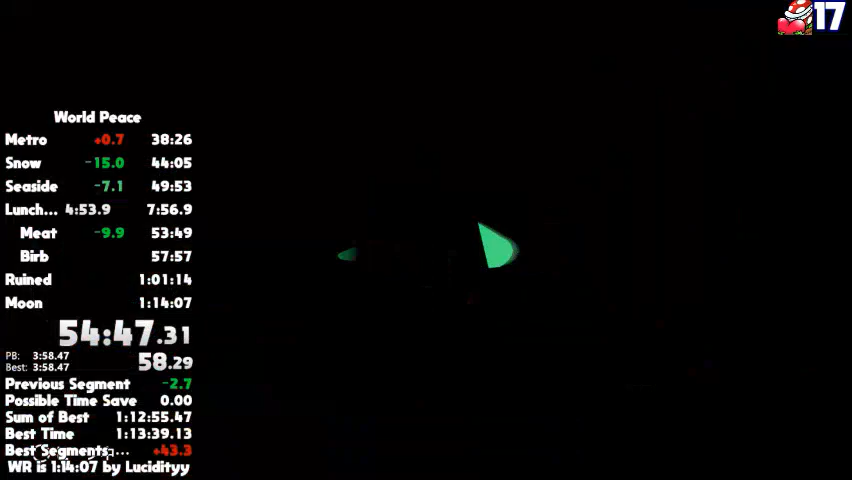 17
World Peace
Metro +0.7 38:26
Snow -15.0 44:05
Seaside -7.1 49:53
Lunch... 4:53.9 7:56.9
Meat -9.9 53:49
Birb 57:57
Ruined 1:01:14
Moon 1:14:07
54:47.31
PB: 3:58.47
Best: 3:58.47
58.29
Previous Segment -2.7
Possible Time Save 0.00
Sum of Best 1:12:55.47
Best Time 1:13:39.13
Best Segments... +43.3
WR is 1:14:07 by Lucidityy